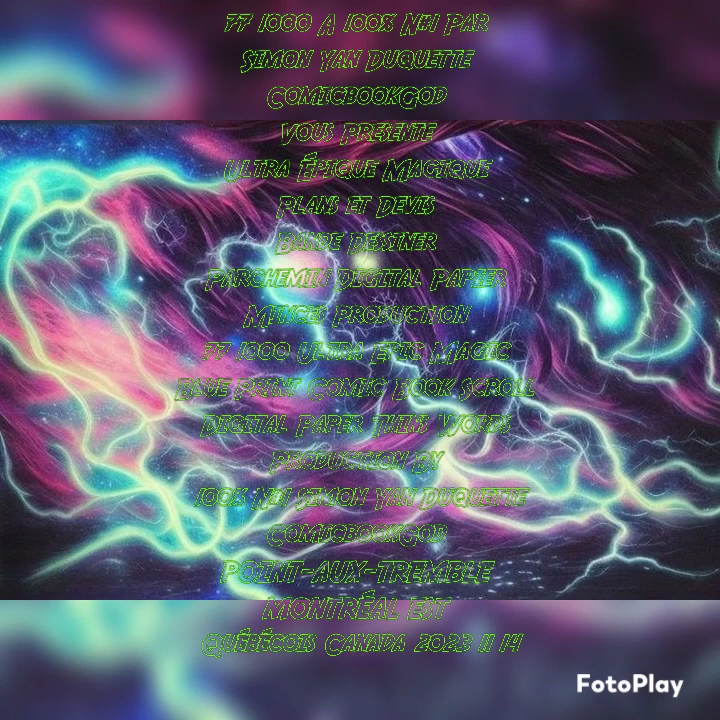 77 1000 A 100% N#1 Par
Simon Yan Duquette
ComicbookGod
Vous Presente
Ultra Épique Magique
Plans et Devis
Bande Dessiner
Parchemin Digital Papier
Minces Production
77 1000 Ultra Epic Magic
Blue Print Comic Book Scroll
Digital Paper Thins Words
Production By
100% N#1 Simon Yan Duquette
ComicbookGod
Point-aux-Tremble
Montréal Est
Québécois Canada 2023 11 14
FotoPlay